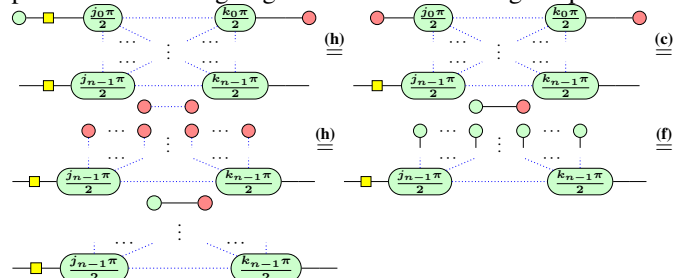 j₀π/2 k₀π/2 (h) = j₀π/2 k₀π/2 (c) =
··· ⋮ ··· ··· ⋮ ···
jₙ₋₁π/2 kₙ₋₁π/2 jₙ₋₁π/2 kₙ₋₁π/2
··· ··· (h) = ··· ··· (f) =
··· ⋮ ··· ⋮
jₙ₋₁π/2 kₙ₋₁π/2 jₙ₋₁π/2 kₙ₋₁π/2
··· ⋮ ···
jₙ₋₁π/2 kₙ₋₁π/2